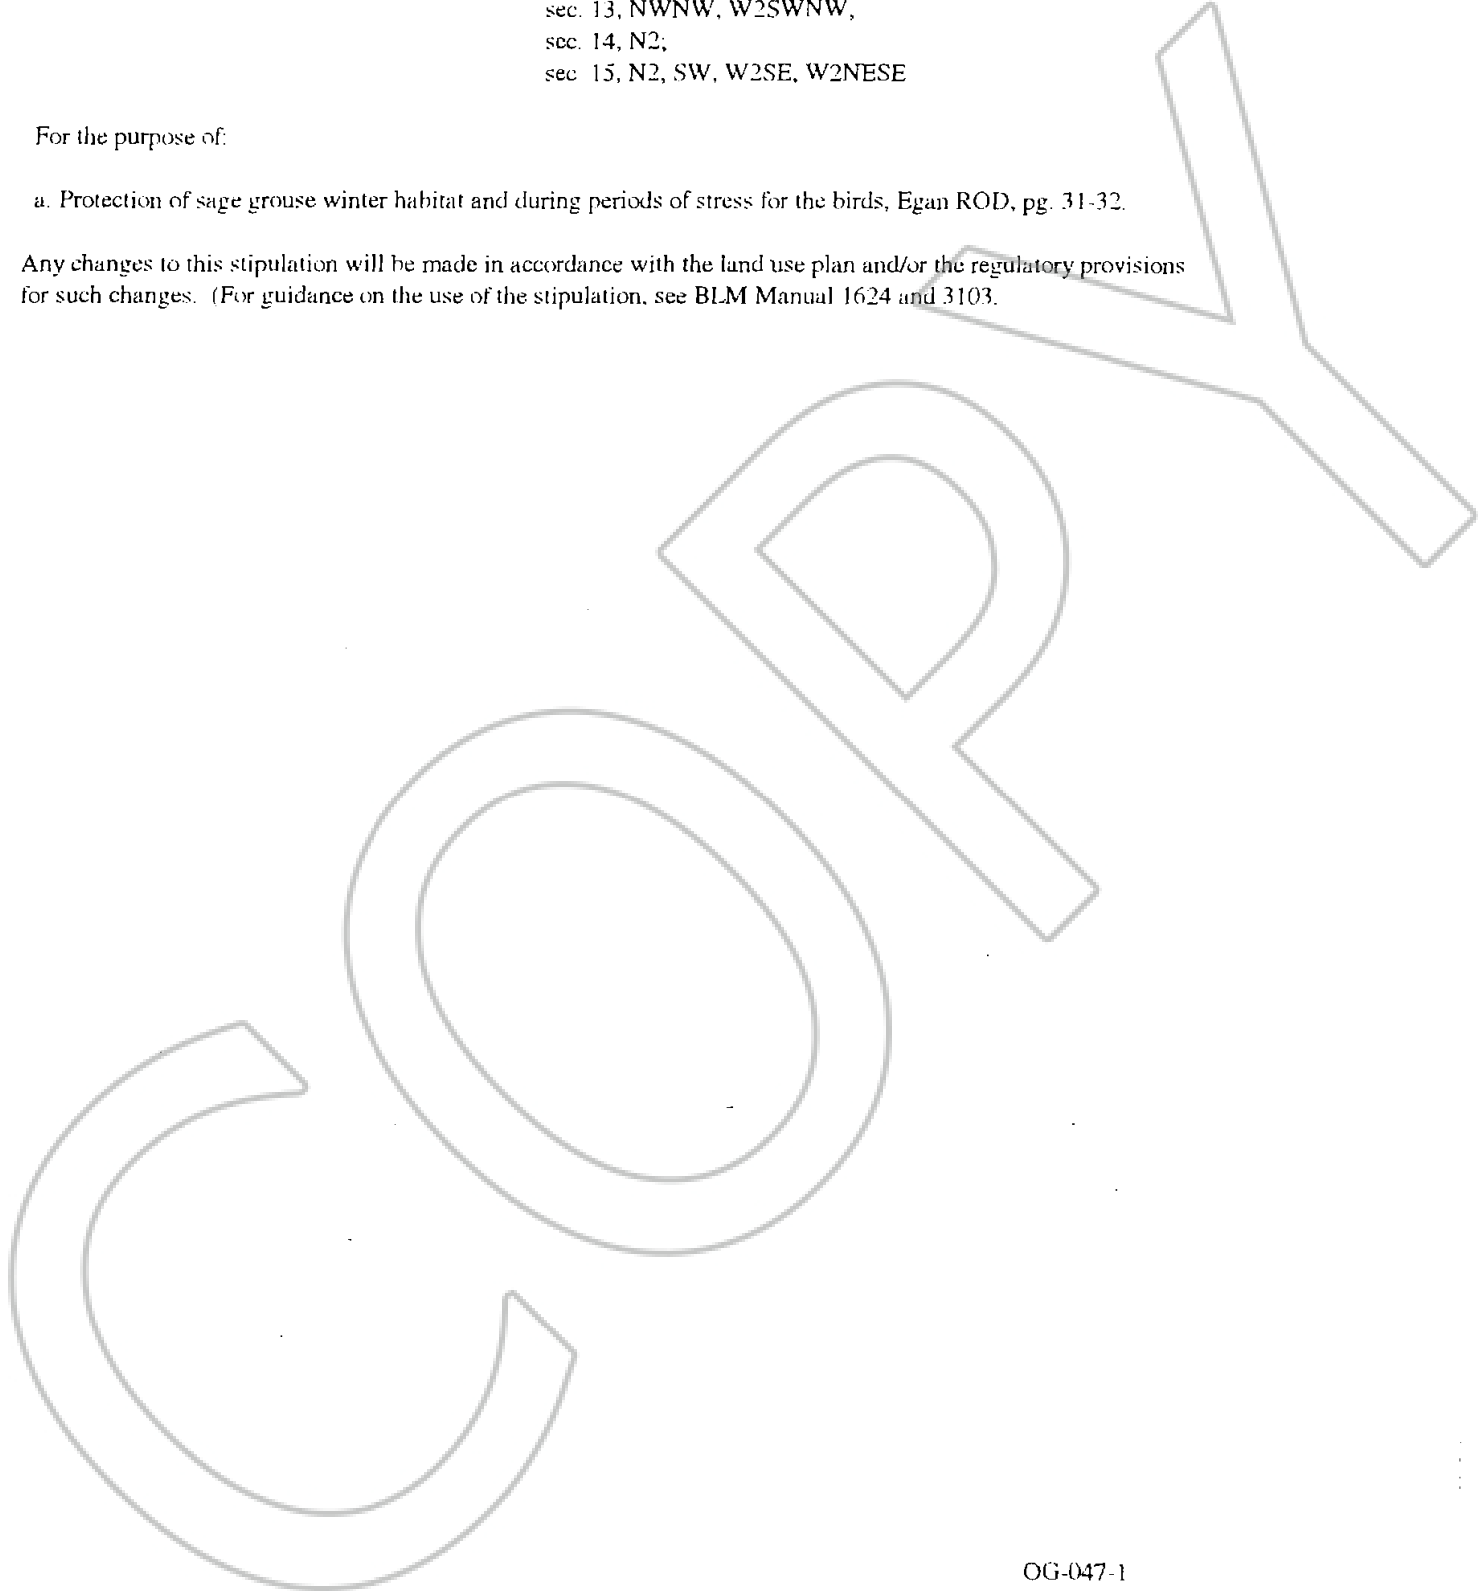 sec. 13, NWNW, W2SWNW,
sec. 14, N2;
sec 15, N2, SW, W2SE, W2NESE
For the purpose of:
a. Protection of sage grouse winter habitat and during periods of stress for the birds, Egan ROD, pg. 31-32.
Any changes to this stipulation will be made in accordance with the land use plan and/or the regulatory provisions
for such changes. (For guidance on the use of the stipulation, see BLM Manual 1624 and 3103.
COPY
OG-047-1